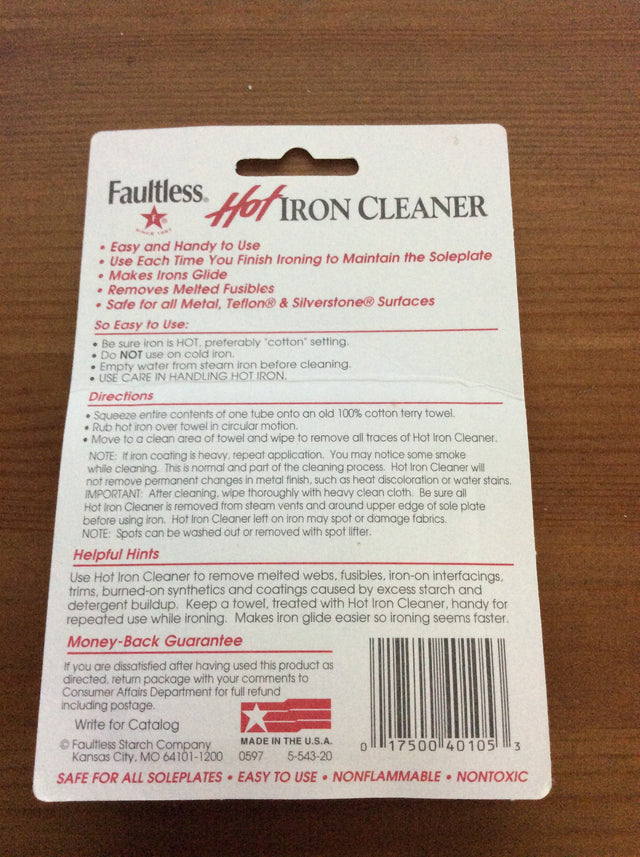 Faultless®
Hot IRON CLEANER
SINCE 1887
• Easy and Handy to Use
• Use Each Time You Finish Ironing to Maintain the Soleplate
• Makes Irons Glide
• Removes Melted Fusibles
• Safe for all Metal, Teflon® & Silverstone® Surfaces
So Easy to Use:
• Be sure iron is HOT, preferably "cotton" setting.
• Do NOT use on cold iron.
• Empty water from steam iron before cleaning.
• USE CARE IN HANDLING HOT IRON.
Directions
• Squeeze entire contents of one tube onto an old 100% cotton terry towel.
• Rub hot iron over towel in circular motion.
• Move to a clean area of towel and wipe to remove all traces of Hot Iron Cleaner.
NOTE: If iron coating is heavy, repeat application. You may notice some smoke
while cleaning. This is normal and part of the cleaning process. Hot Iron Cleaner will
not remove permanent changes in metal finish, such as heat discoloration or water stains.
IMPORTANT: After cleaning, wipe thoroughly with heavy clean cloth. Be sure all
Hot Iron Cleaner is removed from steam vents and around upper edge of sole plate
before using iron. Hot Iron Cleaner left on iron may spot or damage fabrics.
NOTE: Spots can be washed out or removed with spot lifter.
Helpful Hints
Use Hot Iron Cleaner to remove melted webs, fusibles, iron-on interfacings,
trims, burned-on synthetics and coatings caused by excess starch and
detergent buildup. Keep a towel, treated with Hot Iron Cleaner, handy for
repeated use while ironing. Makes iron glide easier so ironing seems faster.
Money-Back Guarantee
If you are dissatisfied after having used this product as
directed, return package with your comments to
Consumer Affairs Department for full refund
including postage.
Write for Catalog
© Faultless Starch Company
Kansas City, MO 64101-1200 0597 5-543-20
MADE IN THE U.S.A.
0 17500 40105 3
SAFE FOR ALL SOLEPLATES • EASY TO USE • NONFLAMMABLE • NONTOXIC